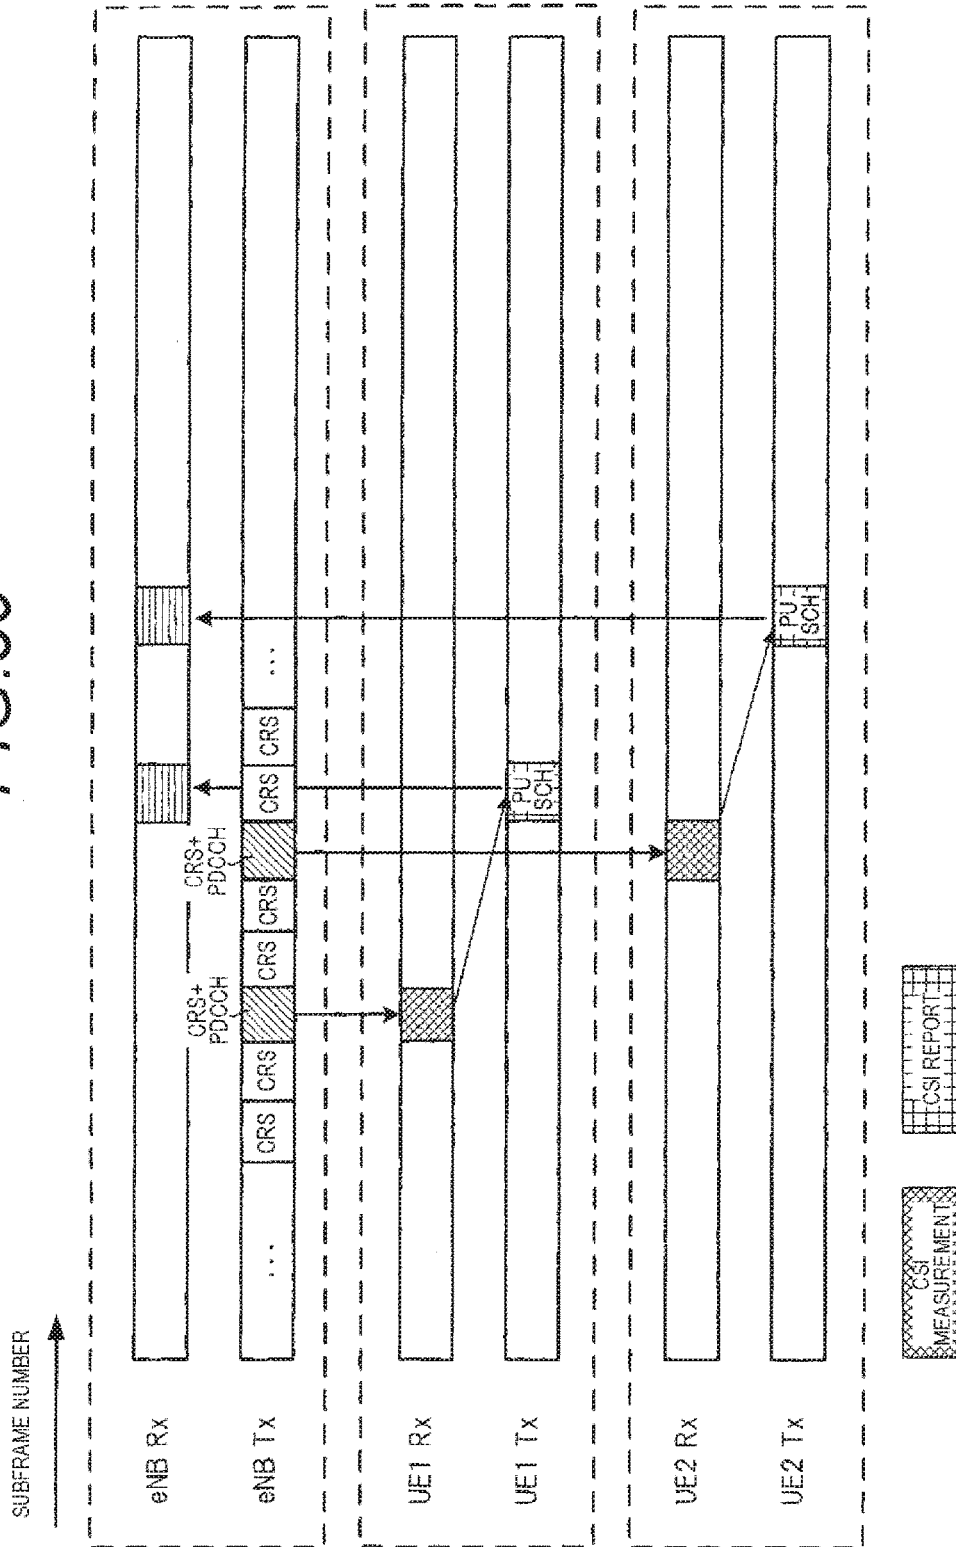 SUBFRAME NUMBER
eNB Rx
CRS+
PDCCH
CRS+
PDCCH
eNB Tx
... CRS CRS CRS CRS CRS CRS ...
UE1 Rx
UE1 Tx
PU
SCH
UE2 Rx
UE2 Tx
PU
SCH
CSI
MEASUREMENT
CSI REPORT